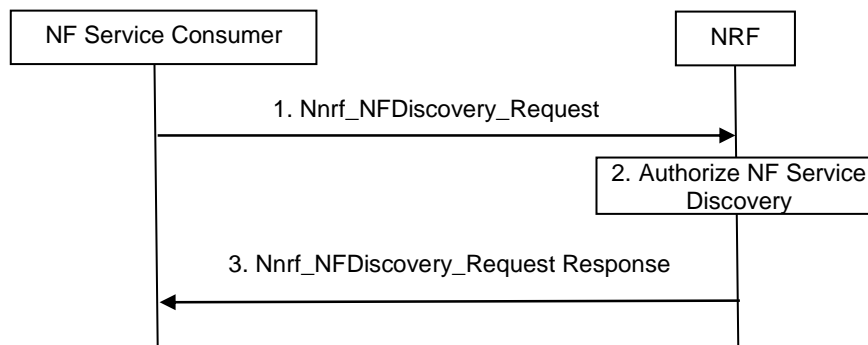 NF Service Consumer
NRF
1. Nnrf_NFDiscovery_Request
2. Authorize NF Service
Discovery
3. Nnrf_NFDiscovery_Request Response